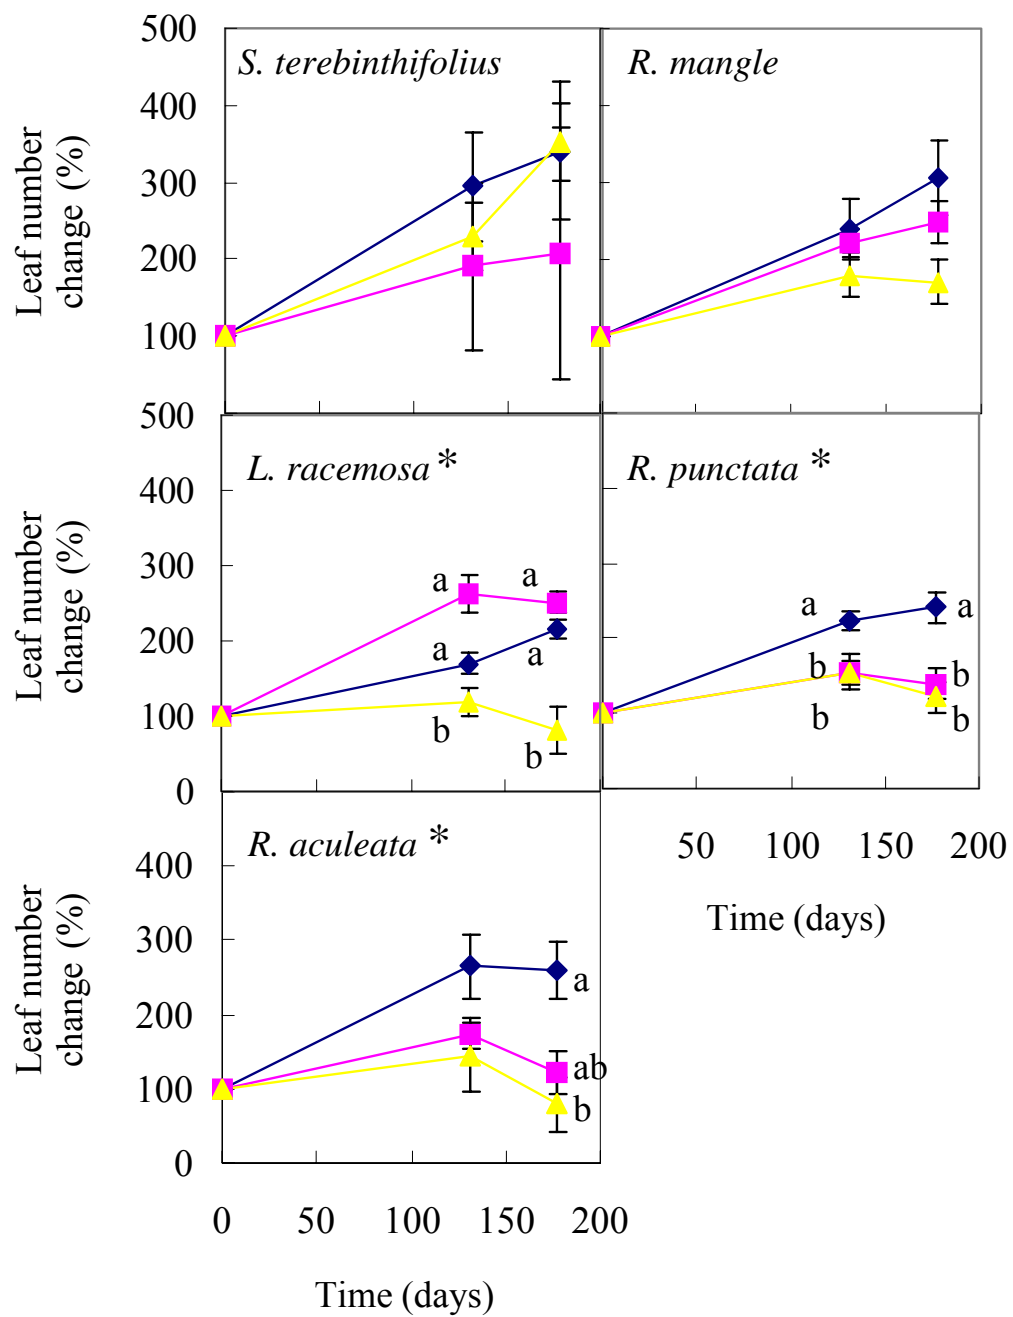 500
400
300
200
100
Leaf number
change (%)
S. terebinthifolius
R. mangle
500
400
300
200
100
0
Leaf number
change (%)
L. racemosa *
a
a
a
a
b
b
R. punctata *
a
a
b
b
b
b
50 100 150 200
Time (days)
400
300
200
100
0
Leaf number
change (%)
R. aculeata *
a
ab
b
0 50 100 150 200
Time (days)